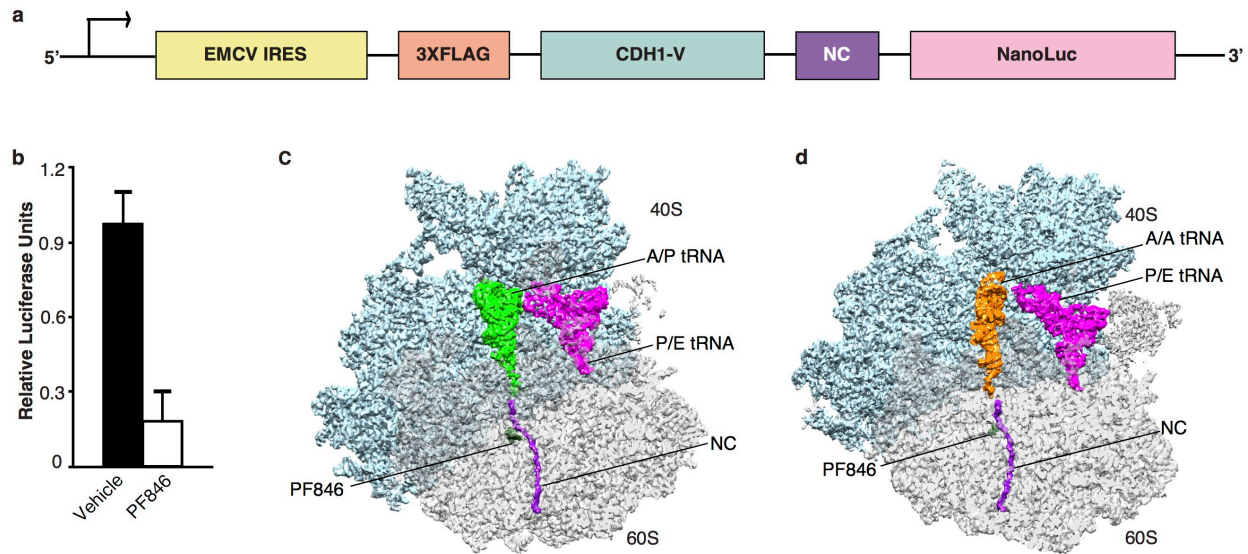 a
5’ EMCV IRES 3XFLAG CDH1-V NC NanoLuc 3’
b
Relative Luciferase Units
1.2
0.9
0.6
0.3
0
Vehicle
PF846
c
40S
A/P tRNA
P/E tRNA
NC
PF846
60S
d
40S
A/A tRNA
P/E tRNA
NC
PF846
60S